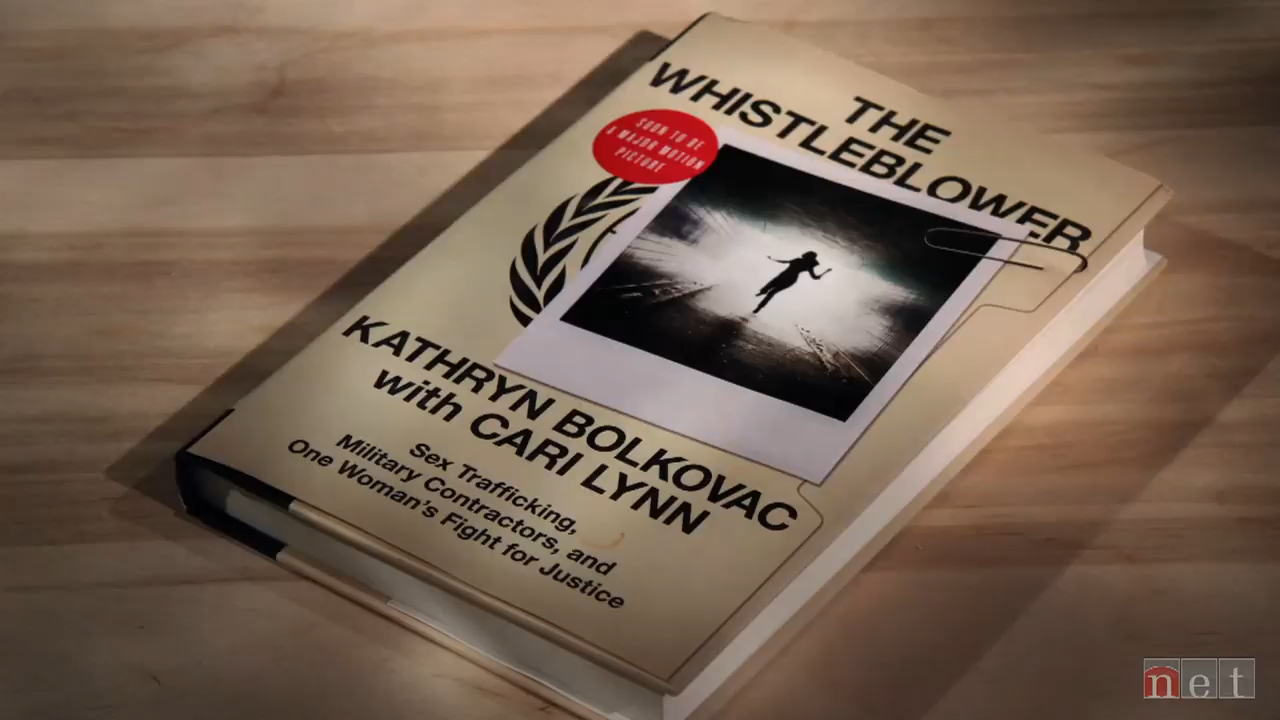 THE
WHISTLEBLOWER
SOON TO BE
A MAJOR MOTION
PICTURE
KATHRYN BOLKOVAC
with CARI LYNN
Sex Trafficking,
Military Contractors, and
One Woman's Fight for Justice
net